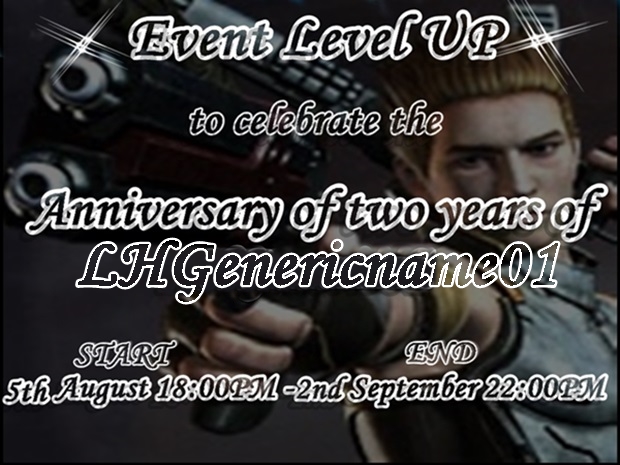 Event Level UP
to celebrate the
Anniversary of two years of
LHGenericname01
START END
5th August 18:00PM -2nd September 22:00PM